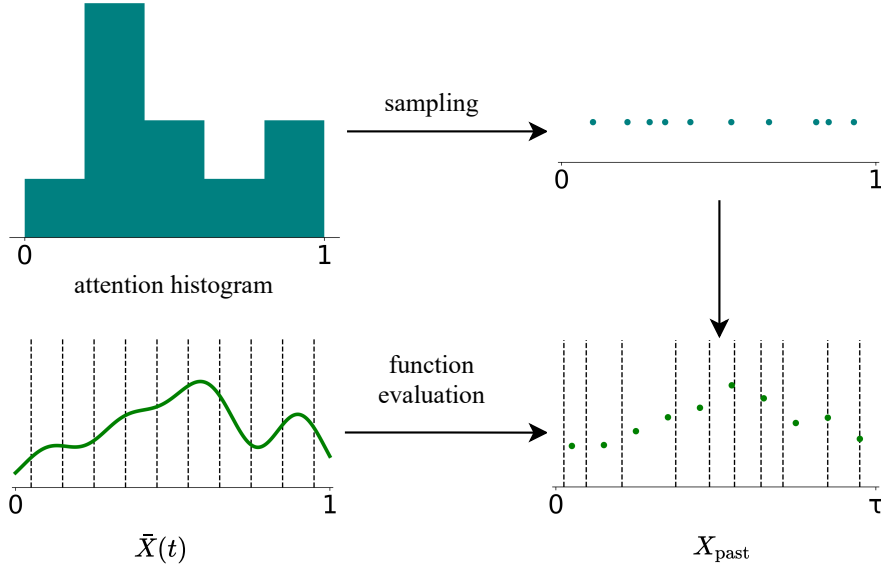 sampling
0 1
0 1
attention histogram
function
evaluation
0 1
0 τ
X̄(t)
X_past